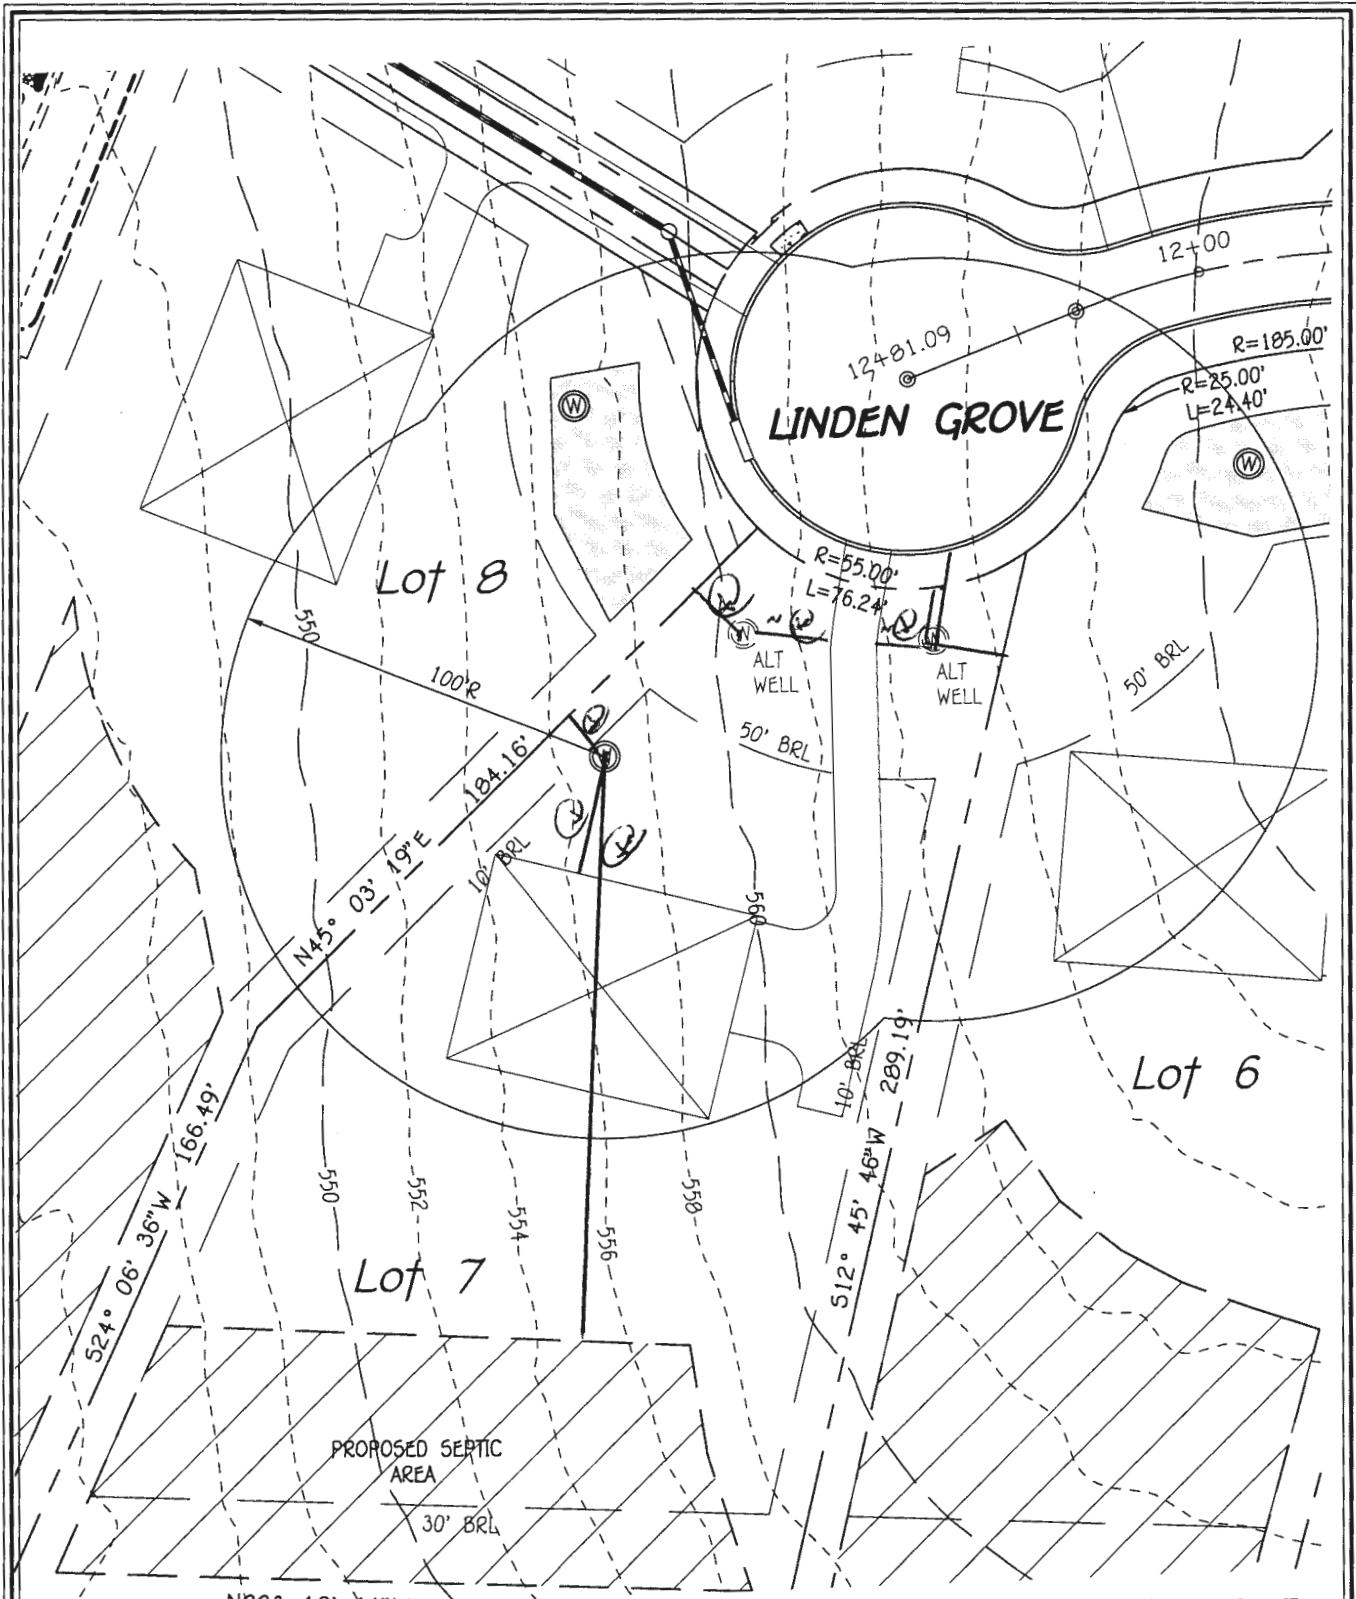 12+00
12+81.09
R=185.00'
R=25.00'
L=24.40'
W
LINDEN GROVE
W
R=55.00'
L=76.24'
Lot 8
550
W
ALT
WELL
W
ALT
WELL
50' BRL
100'R
50' BRL
184.16'
N45° 03' 19"E
10' BRL
560
Lot 6
289.19'
S12° 45' 46"W
10' BRL
166.49'
S24° 06' 36"W
550
552
554
556
558
Lot 7
PROPOSED SEPTIC
AREA
30' BRL